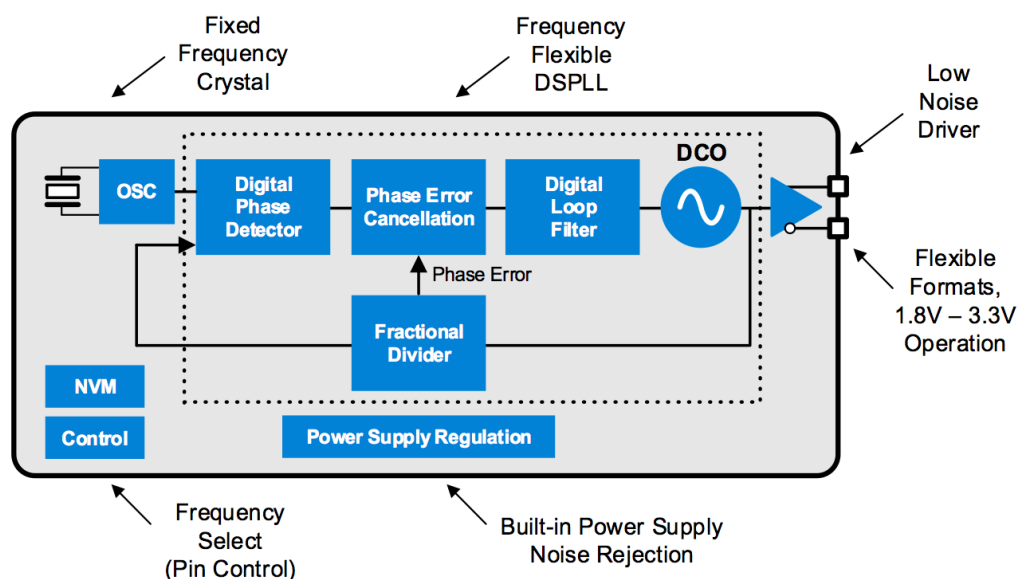 Fixed
Frequency
Crystal
Frequency
Flexible
DSPLL
Low
Noise
Driver
OSC
Digital
Phase
Detector
Phase Error
Cancellation
Digital
Loop
Filter
DCO
Phase Error
Fractional
Divider
Flexible
Formats,
1.8V – 3.3V
Operation
NVM
Control
Power Supply Regulation
Frequency
Select
(Pin Control)
Built-in Power Supply
Noise Rejection